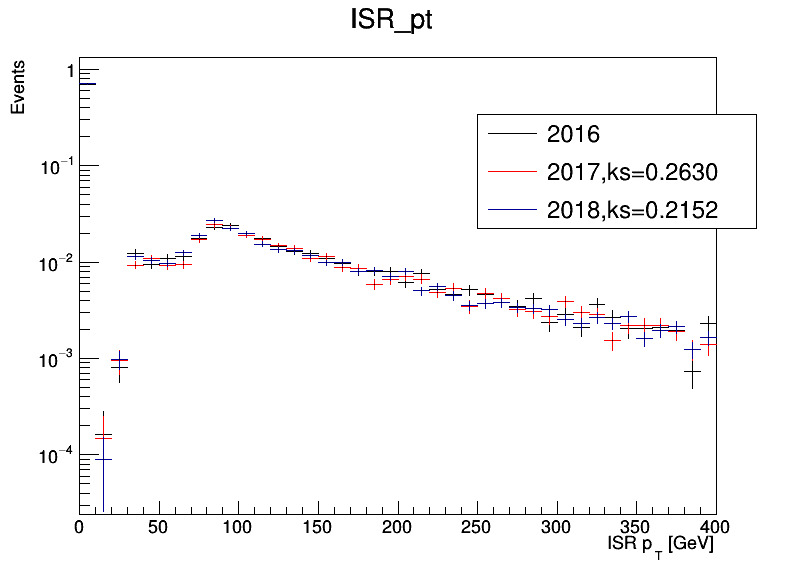 ISR_pt
Events
1
10⁻¹
10⁻²
10⁻³
10⁻⁴
2016
2017,ks=0.2630
2018,ks=0.2152
0 50 100 150 200 250 300 350 400
ISR p_T [GeV]